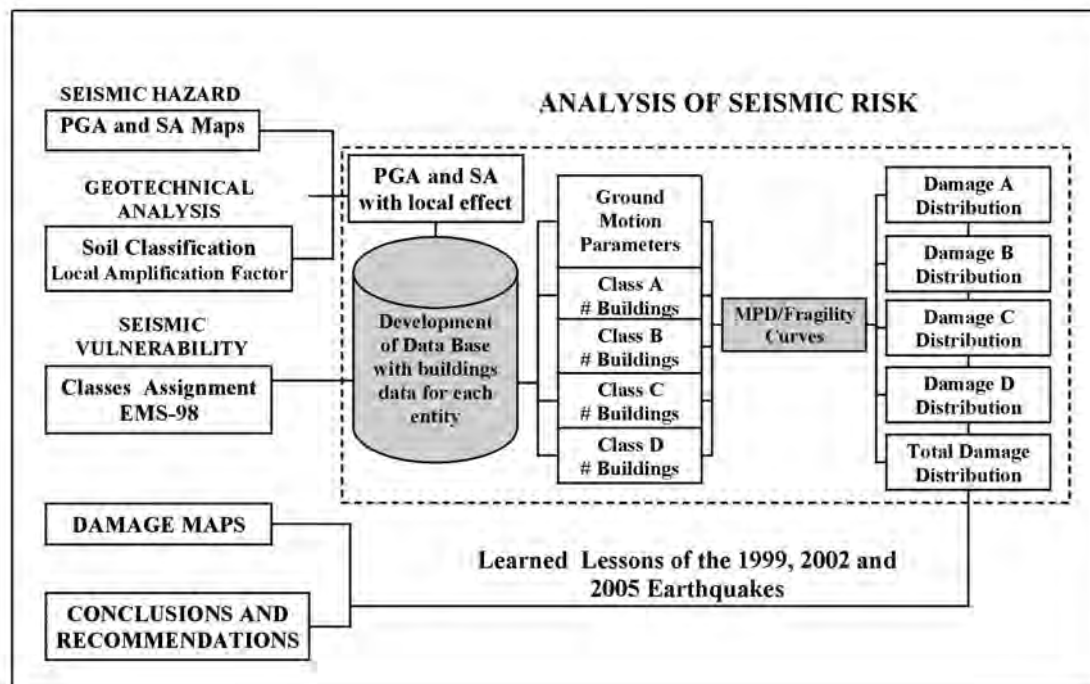 SEISMIC HAZARD
PGA and SA Maps
GEOTECHNICAL
ANALYSIS
Soil Classification
Local Amplification Factor
SEISMIC
VULNERABILITY
Classes Assignment
EMS-98
ANALYSIS OF SEISMIC RISK
PGA and SA
with local effect
Development
of Data Base
with buildings
data for each
entity
Ground
Motion
Parameters
Class A
# Buildings
Class B
# Buildings
Class C
# Buildings
Class D
# Buildings
MPD/Fragility
Curves
Damage A
Distribution
Damage B
Distribution
Damage C
Distribution
Damage D
Distribution
Total Damage
Distribution
DAMAGE MAPS
Learned Lessons of the 1999, 2002 and
2005 Earthquakes
CONCLUSIONS AND
RECOMMENDATIONS